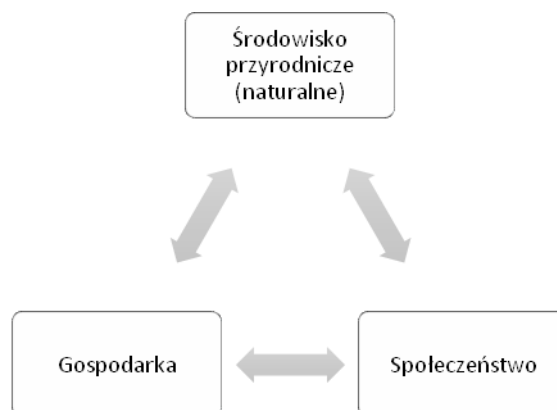 Środowisko
przyrodnicze
(naturalne)
Gospodarka
Społeczeństwo